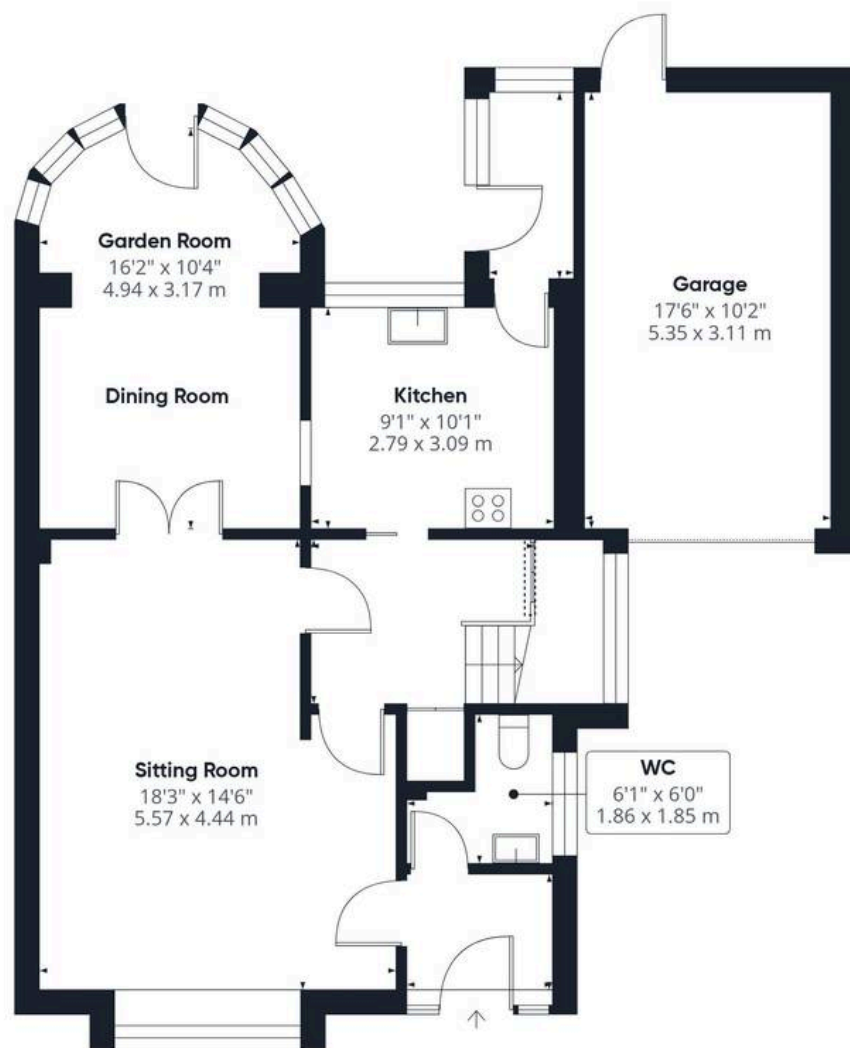 Garden Room
16'2" x 10'4"
4.94 x 3.17 m
Dining Room
Kitchen
9'1" x 10'1"
2.79 x 3.09 m
Garage
17'6" x 10'2"
5.35 x 3.11 m
Sitting Room
18'3" x 14'6"
5.57 x 4.44 m
WC
6'1" x 6'0"
1.86 x 1.85 m